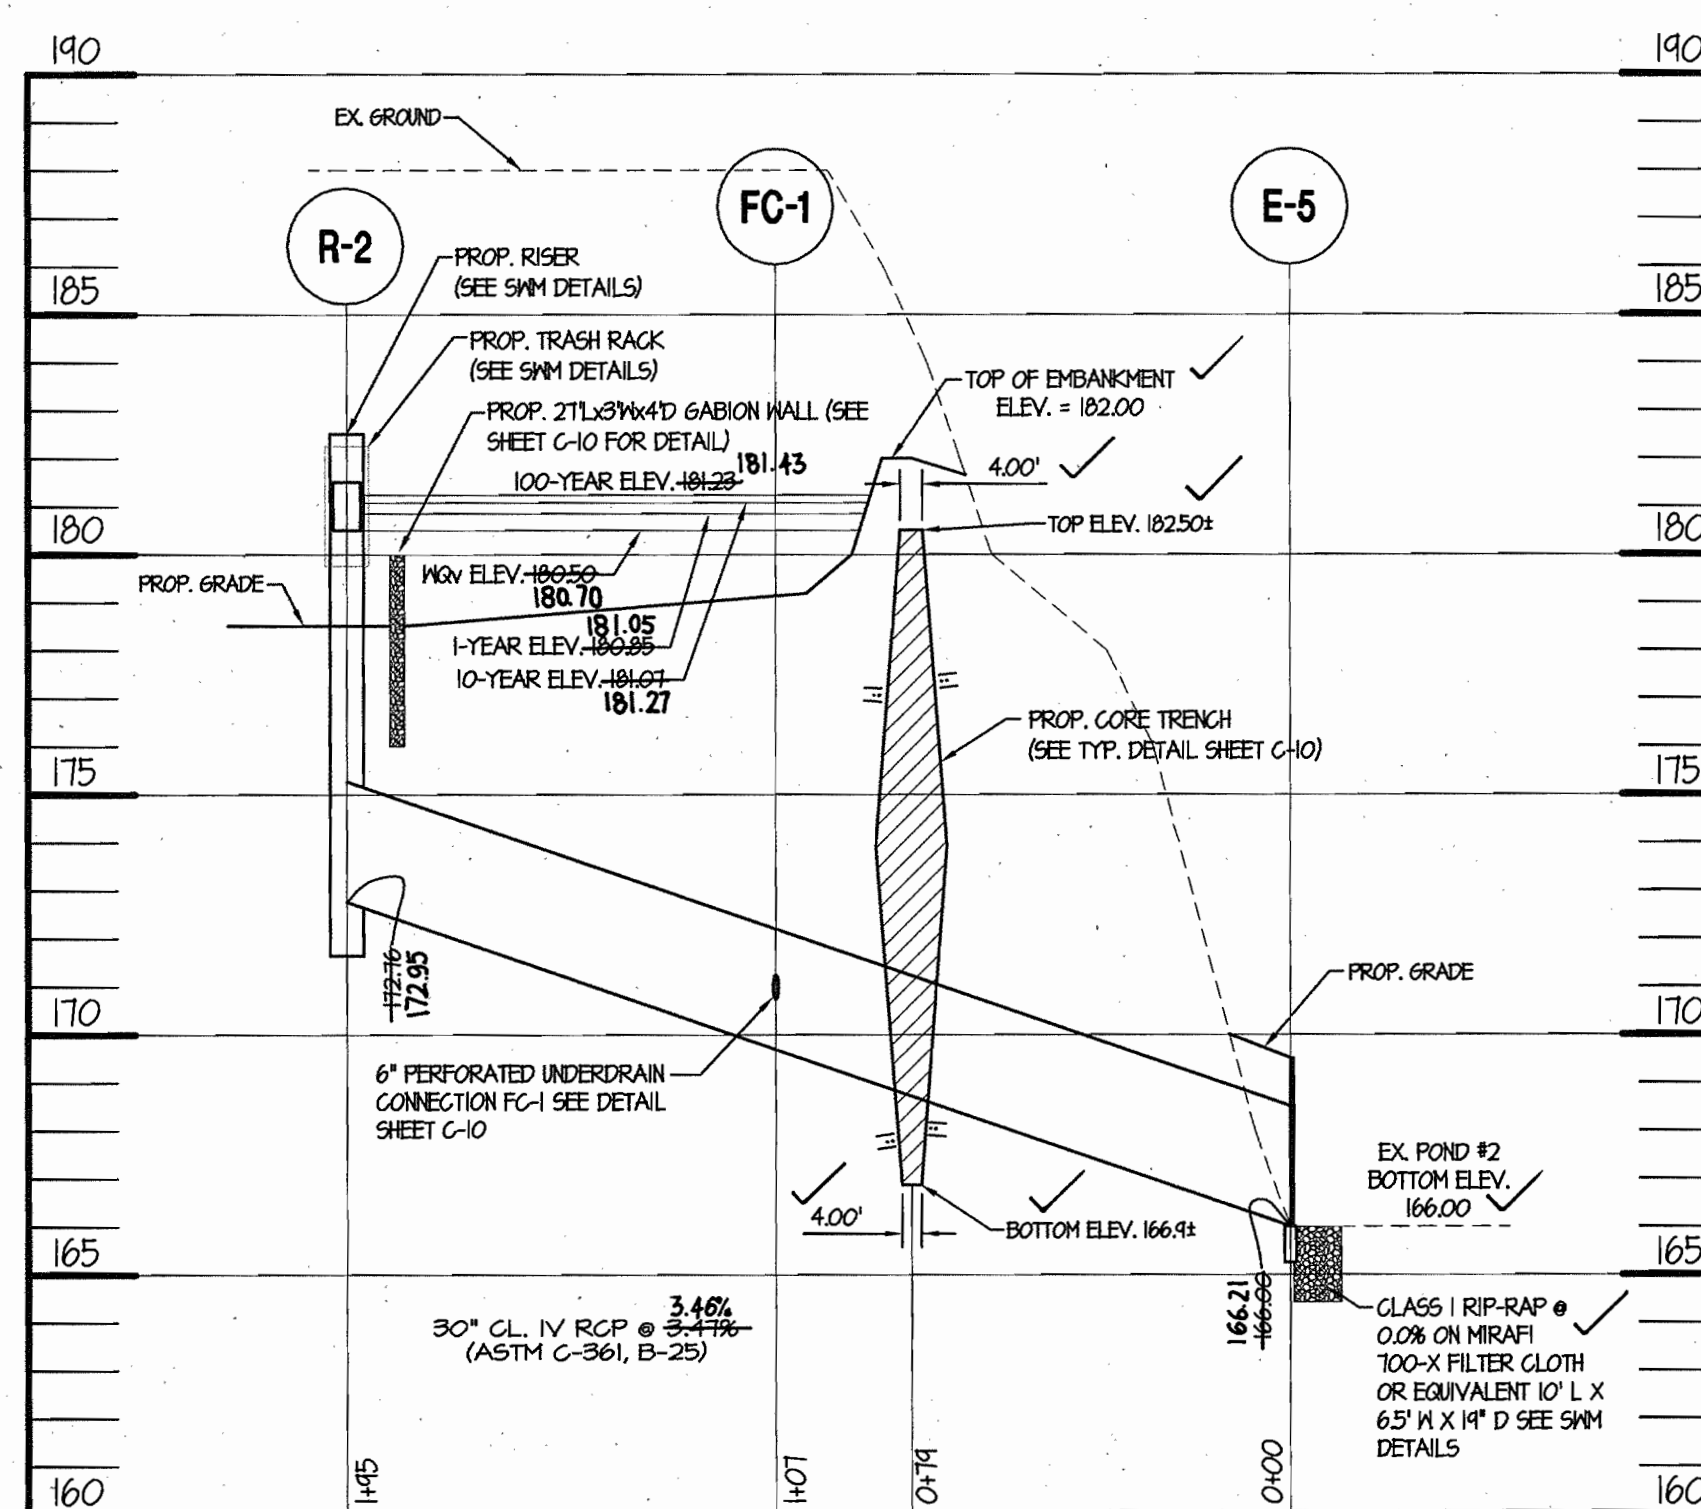 190
190
EX. GROUND
FC-1
E-5
R-2
PROP. RISER
(SEE SWM DETAILS)
185
185
PROP. TRASH RACK
(SEE SWM DETAILS)
TOP OF EMBANKMENT
ELEV. = 182.00
PROP. 27'Lx3'Wx4'D GABION WALL (SEE
SHEET C-10 FOR DETAIL)
181.43
100-YEAR ELEV. 181.23
4.00'
TOP ELEV. 182.50±
180
180
WQv ELEV. 180.50
180.70
PROP. GRADE
181.05
1-YEAR ELEV. 180.85
10-YEAR ELEV. 181.07
181.27
PROP. CORE TRENCH
(SEE TYP. DETAIL SHEET C-10)
175
175
172.76
172.95
PROP. GRADE
170
170
6" PERFORATED UNDERDRAIN
CONNECTION FC-1 SEE DETAIL
SHEET C-10
EX. POND #2
BOTTOM ELEV.
166.00
4.00'
BOTTOM ELEV. 166.9±
165
165
166.21
166.00
3.46%
30" CL. IV RCP @ 3.47%
(ASTM C-361, B-25)
CLASS I RIP-RAP @
0.0% ON MIRAFI
700-X FILTER CLOTH
OR EQUIVALENT 10' L X
6.5' W X 19" D SEE SWM
DETAILS
160
160
1+95
1+07
0+79
0+00